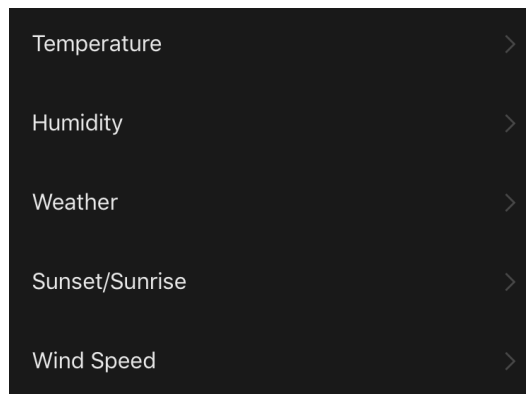 Temperature
Humidity
Weather
Sunset/Sunrise
Wind Speed